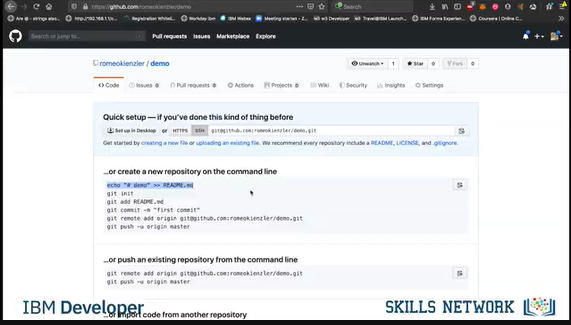 https://github.com/romeokienzler/demo
Search
http://192.168.1/
Registration Whitelist
Workday ibm
IBM Webex
Meeting starten - Z...
w3 Developer
Travel@IBM
IBM Forms Experien...
Coursera | Online C...
Search or jump to...
Pull requests Issues Marketplace Explore
romeokienzler / demo
Unwatch 1 Star 0 Fork 0
Code Issues 0 Pull requests 0 Actions Projects 0 Wiki Security Insights Settings
Quick setup — if you've done this kind of thing before
Set up in Desktop or HTTPS SSH git@github.com:romeokienzler/demo.git
Get started by creating a new file or uploading an existing file. We recommend every repository include a README, LICENSE, and .gitignore.
...or create a new repository on the command line
echo "# demo" >> README.md
git init
git add README.md
git commit -m "first commit"
git remote add origin git@github.com:romeokienzler/demo.git
git push -u origin master
...or push an existing repository from the command line
git remote add origin git@github.com:romeokienzler/demo.git
git push -u origin master
...or import code from another repository
IBM Developer
SKILLS NETWORK